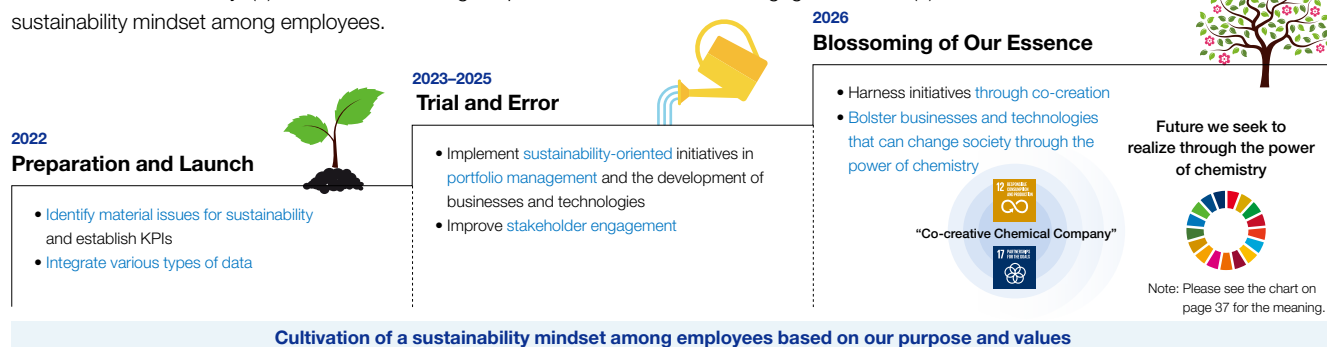 sustainability mindset among employees.
2022
Preparation and Launch
• Identify material issues for sustainability
and establish KPIs
• Integrate various types of data
2023–2025
Trial and Error
• Implement sustainability-oriented initiatives in
portfolio management and the development of
businesses and technologies
• Improve stakeholder engagement
2026
Blossoming of Our Essence
• Harness initiatives through co-creation
• Bolster businesses and technologies
that can change society through the
power of chemistry
12 RESPONSIBLE
CONSUMPTION
AND PRODUCTION
“Co-creative Chemical Company”
17 PARTNERSHIPS
FOR THE GOALS
Future we seek to
realize through the power
of chemistry
Note: Please see the chart on
page 37 for the meaning.
Cultivation of a sustainability mindset among employees based on our purpose and values